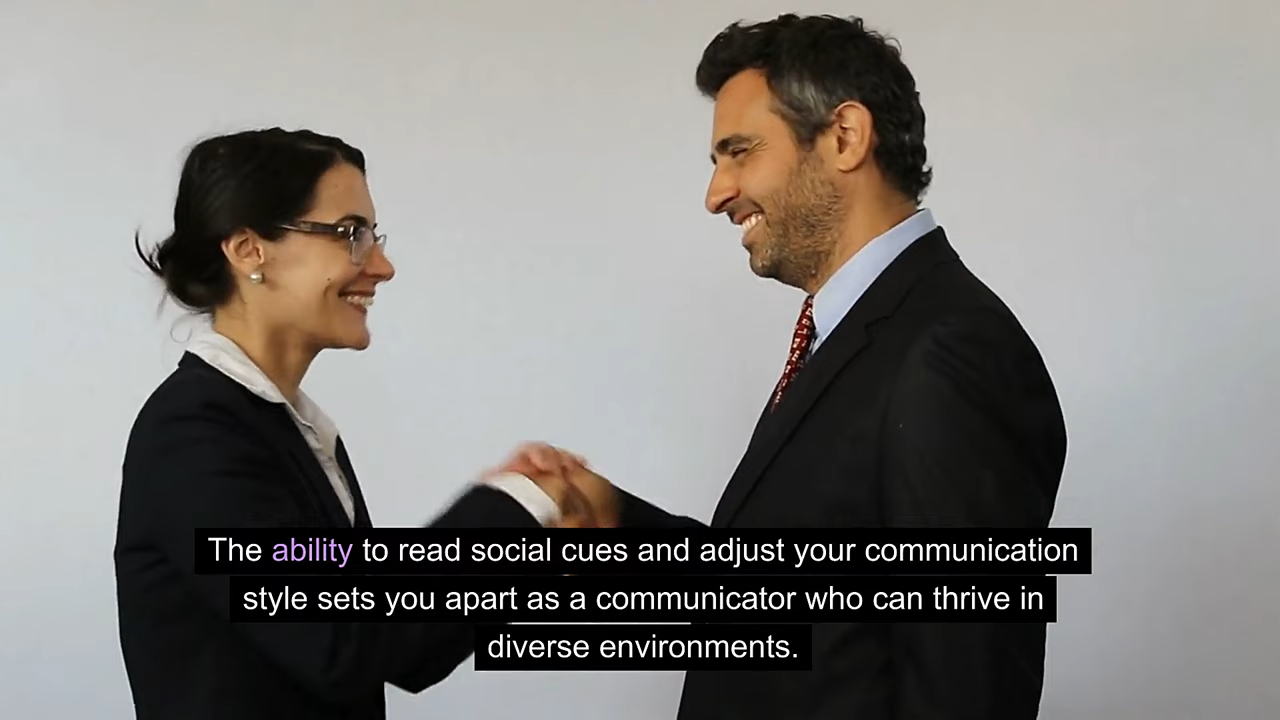 The ability to read social cues and adjust your communication
style sets you apart as a communicator who can thrive in
diverse environments.